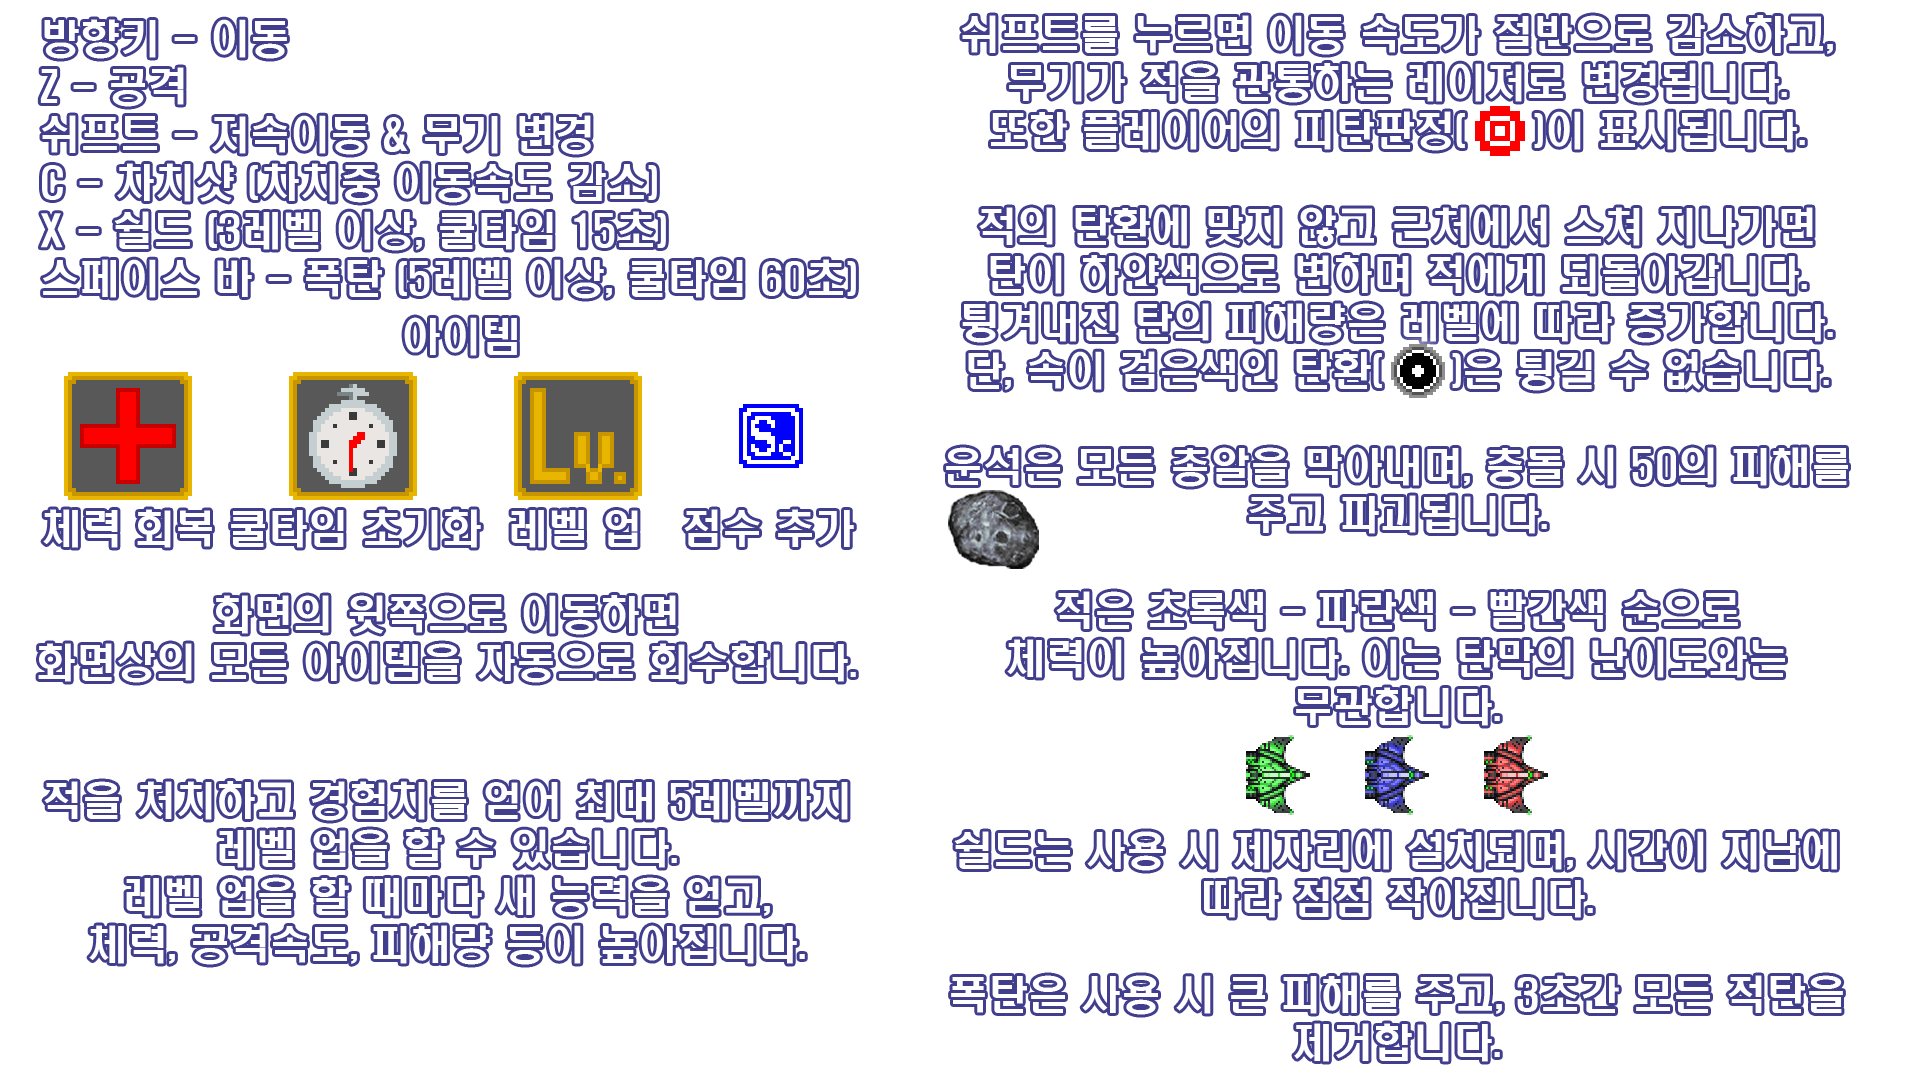 방향키 - 이동
Z - 공격
쉬프트 - 저속이동 & 무기 변경
C - 차치샷 (차치중 이동속도 감소)
X - 쉴드 (3레벨 이상, 쿨타임 15초)
스페이스 바 - 폭탄 (5레벨 이상, 쿨타임 60초)
아이템
Lv.
S.
체력 회복 쿨타임 초기화 레벨 업 점수 추가
화면의 윗쪽으로 이동하면
화면상의 모든 아이템을 자동으로 회수합니다.
적을 처치하고 경험치를 얻어 최대 5레벨까지
레벨 업을 할 수 있습니다.
레벨 업을 할 때마다 새 능력을 얻고,
체력, 공격속도, 피해량 등이 높아집니다.
쉬프트를 누르면 이동 속도가 절반으로 감소하고,
무기가 적을 관통하는 레이저로 변경됩니다.
또한 플레이어의 피탄판정( )이 표시됩니다.
적의 탄환에 맞지 않고 근처에서 스쳐 지나가면
탄이 하얀색으로 변하며 적에게 되돌아갑니다.
튕겨내진 탄의 피해량은 레벨에 따라 증가합니다.
단, 속이 검은색인 탄환( )은 튕길 수 없습니다.
운석은 모든 총알을 막아내며, 충돌 시 50의 피해를
주고 파괴됩니다.
적은 초록색 - 파란색 - 빨간색 순으로
체력이 높아집니다. 이는 탄막의 난이도와는
무관합니다.
쉴드는 사용 시 제자리에 설치되며, 시간이 지남에
따라 점점 작아집니다.
폭탄은 사용 시 큰 피해를 주고, 3초간 모든 적탄을
제거합니다.